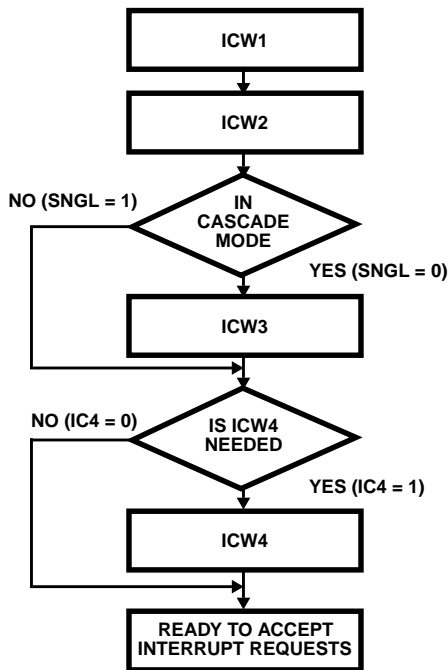 ICW1
ICW2
NO (SNGL = 1)
IN
CASCADE
MODE
YES (SNGL = 0)
ICW3
NO (IC4 = 0)
IS ICW4
NEEDED
YES (IC4 = 1)
ICW4
READY TO ACCEPT
INTERRUPT REQUESTS